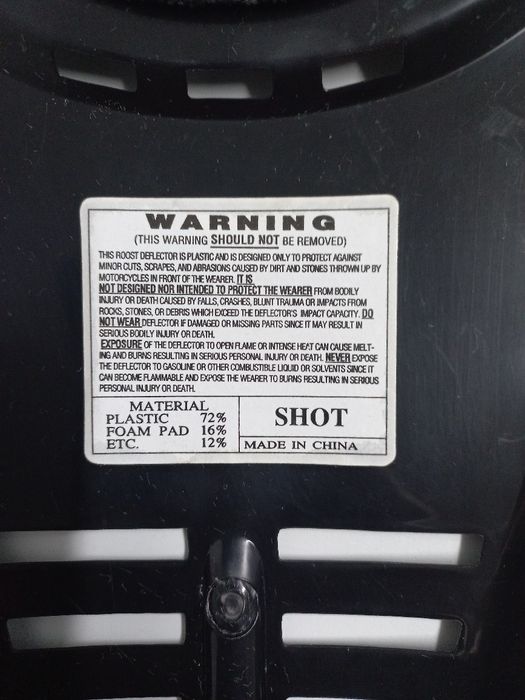 WARNING
(THIS WARNING SHOULD NOT BE REMOVED)
THIS ROOST DEFLECTOR IS PLASTIC AND IS DESIGNED ONLY TO PROTECT AGAINST
MINOR CUTS, SCRAPES, AND ABRASIONS CAUSED BY DIRT AND STONES THROWN UP BY
MOTORCYCLES IN FRONT OF THE WEARER. IT IS
NOT DESIGNED NOR INTENDED TO PROTECT THE WEARER FROM BODILY
INJURY OR DEATH CAUSED BY FALLS, CRASHES, BLUNT TRAUMA OR IMPACTS FROM
ROCKS, STONES, OR DEBRIS WHICH EXCEED THE DEFLECTOR'S IMPACT CAPACITY. DO
NOT WEAR DEFLECTOR IF DAMAGED OR MISSING PARTS SINCE IT MAY RESULT IN
SERIOUS BODILY INJURY OR DEATH.
EXPOSURE OF THE DEFLECTOR TO OPEN FLAME OR INTENSE HEAT CAN CAUSE MELT-
ING AND BURNS RESULTING IN SERIOUS PERSONAL INJURY OR DEATH. NEVER EXPOSE
THE DEFLECTOR TO GASOLINE OR OTHER COMBUSTIBLE LIQUID OR SOLVENTS SINCE IT
CAN BECOME FLAMMABLE AND EXPOSE THE WEARER TO BURNS RESULTING IN SERIOUS
PERSONAL INJURY OR DEATH.
MATERIAL
PLASTIC 72%
FOAM PAD 16%
ETC. 12%
SHOT
MADE IN CHINA